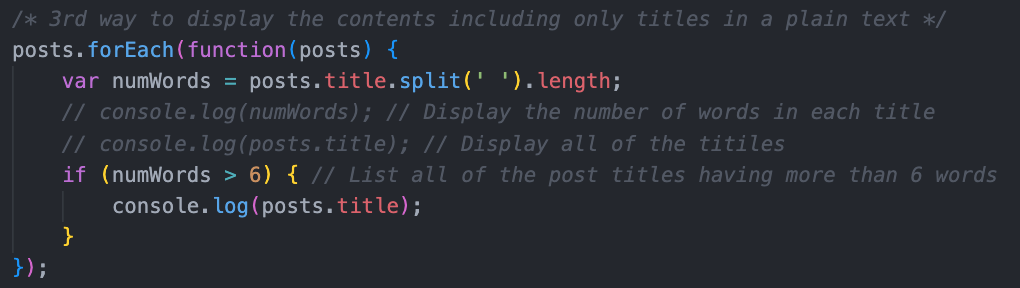 /* 3rd way to display the contents including only titles in a plain text */
posts.forEach(function(posts) {
    var numWords = posts.title.split(' ').length;
    // console.log(numWords); // Display the number of words in each title
    // console.log(posts.title); // Display all of the titiles
    if (numWords > 6) { // List all of the post titles having more than 6 words
        console.log(posts.title);
    }
});